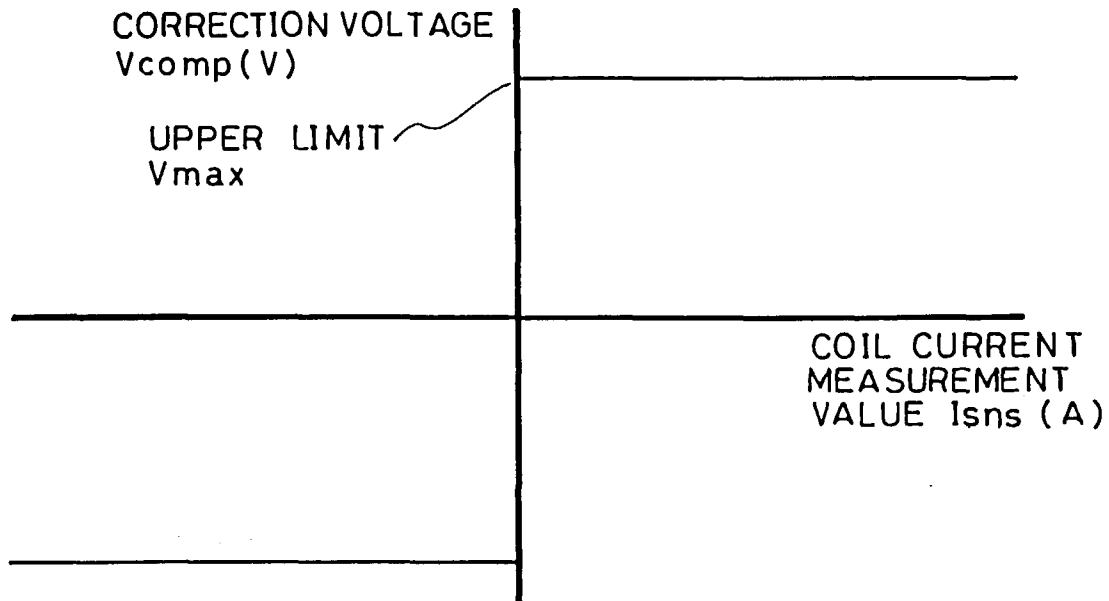 CORRECTION VOLTAGE
Vcomp(V)
UPPER LIMIT
Vmax
COIL CURRENT
MEASUREMENT
VALUE Isns (A)